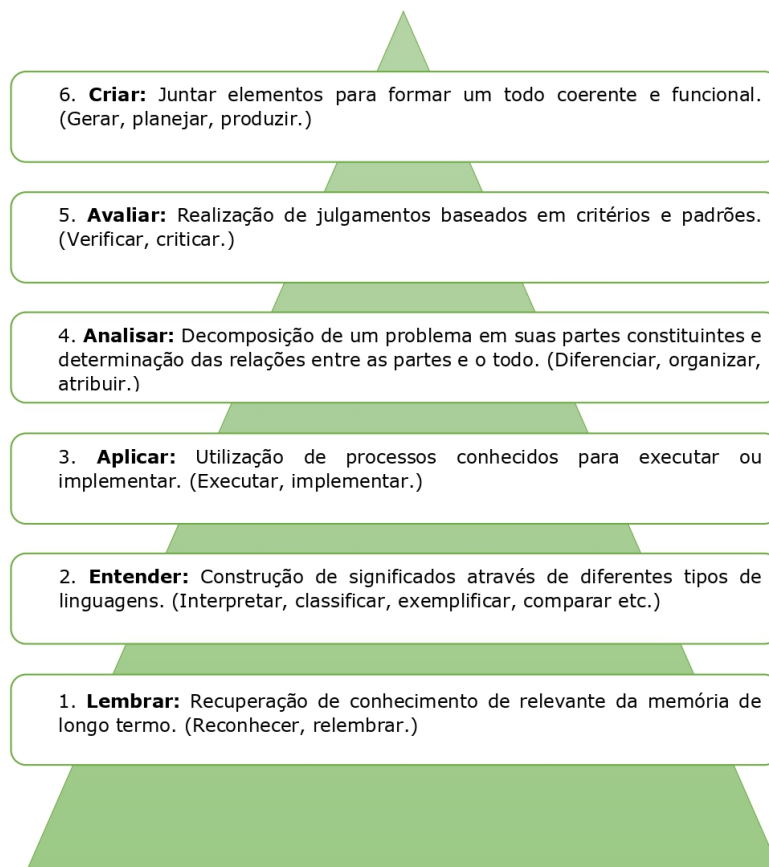 6. Criar: Juntar elementos para formar um todo coerente e funcional.
(Gerar, planejar, produzir.)
5. Avaliar: Realização de julgamentos baseados em critérios e padrões.
(Verificar, criticar.)
4. Analisar: Decomposição de um problema em suas partes constituintes e
determinação das relações entre as partes e o todo. (Diferenciar, organizar,
atribuir.)
3. Aplicar: Utilização de processos conhecidos para executar ou
implementar. (Executar, implementar.)
2. Entender: Construção de significados através de diferentes tipos de
linguagens. (Interpretar, classificar, exemplificar, comparar etc.)
1. Lembrar: Recuperação de conhecimento de relevante da memória de
longo termo. (Reconhecer, relembrar.)